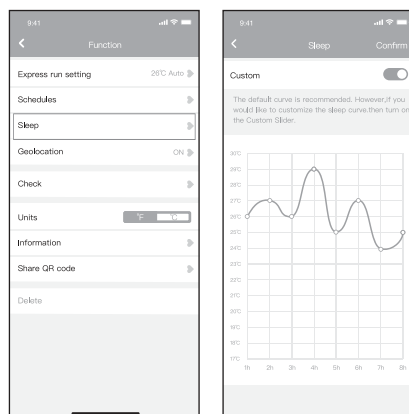 9:41
Function
Express run setting 26℃ Auto
Schedules
Sleep
Geolocation ON
Check
Units ℉ ℃
Information
Share QR code
Delete
9:41
Sleep Confirm
Custom
The default curve is recommended. However,if you
would like to customize the sleep curve.then turn on
the Custom Slider.
30℃
29℃
28℃
27℃
26℃
25℃
24℃
23℃
22℃
21℃
20℃
19℃
18℃
17℃
1h 2h 3h 4h 5h 6h 7h 8h